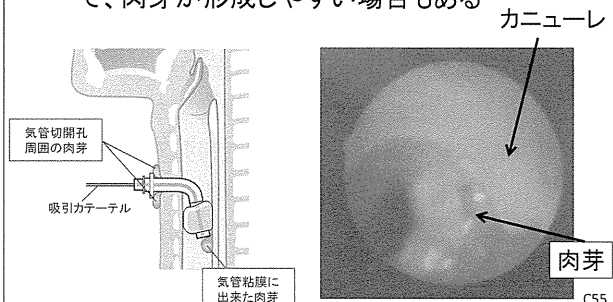 で、肉芽が形成しやすい場合もある
カニューレ
気管切開孔
周囲の肉芽
吸引カテーテル
気管粘膜に
出来た肉芽
肉芽
C55